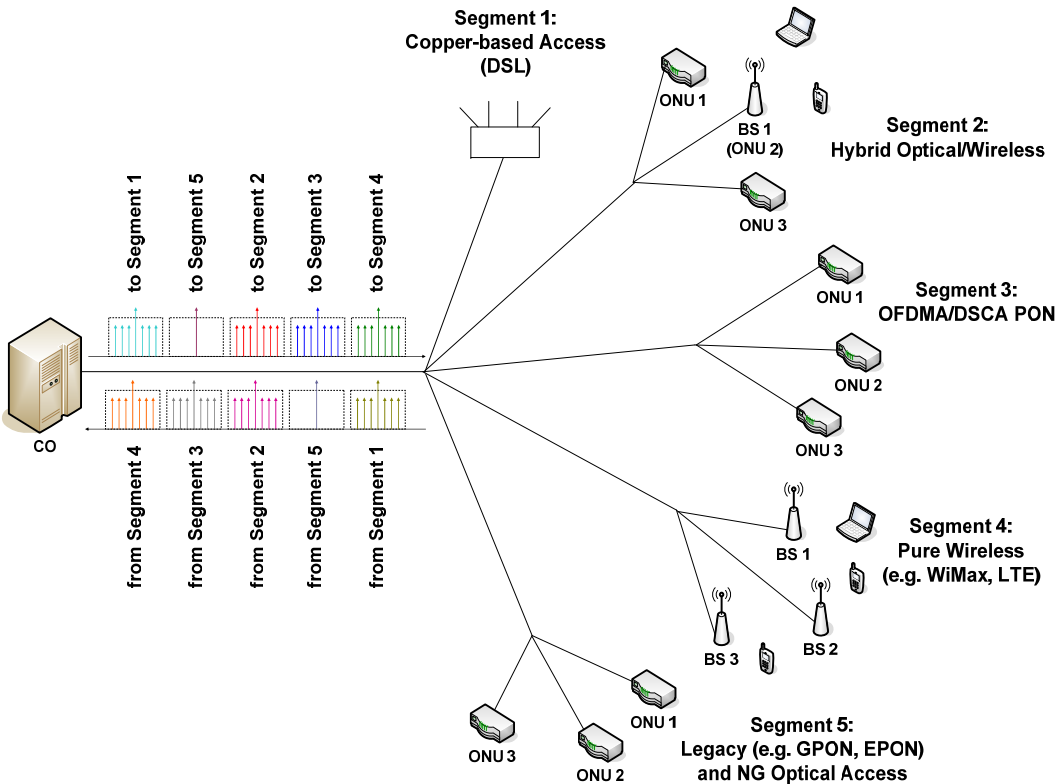 Segment 1:
Copper-based Access
(DSL)
ONU 1
BS 1
(ONU 2)
ONU 3
Segment 2:
Hybrid Optical/Wireless
to Segment 1
to Segment 5
to Segment 2
to Segment 3
to Segment 4
CO
from Segment 4
from Segment 3
from Segment 2
from Segment 5
from Segment 1
ONU 1
ONU 2
ONU 3
Segment 3:
OFDMA/DSCA PON
BS 1
BS 2
BS 3
Segment 4:
Pure Wireless
(e.g. WiMax, LTE)
ONU 1
ONU 2
ONU 3
Segment 5:
Legacy (e.g. GPON, EPON)
and NG Optical Access